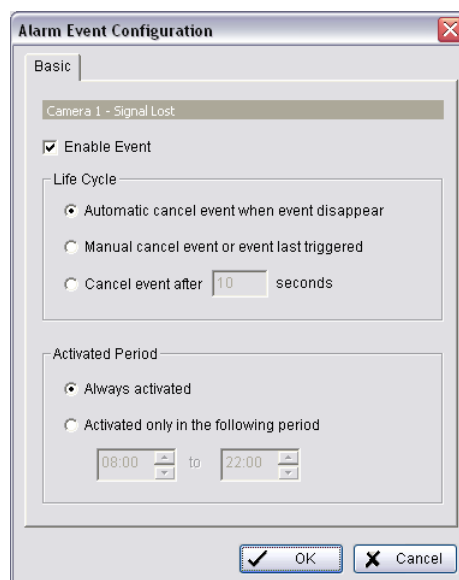 Alarm Event Configuration
Basic
Camera 1 - Signal Lost
Enable Event
Life Cycle
Automatic cancel event when event disappear
Manual cancel event or event last triggered
Cancel event after 10 seconds
Activated Period
Always activated
Activated only in the following period
08:00 to 22:00
OK Cancel